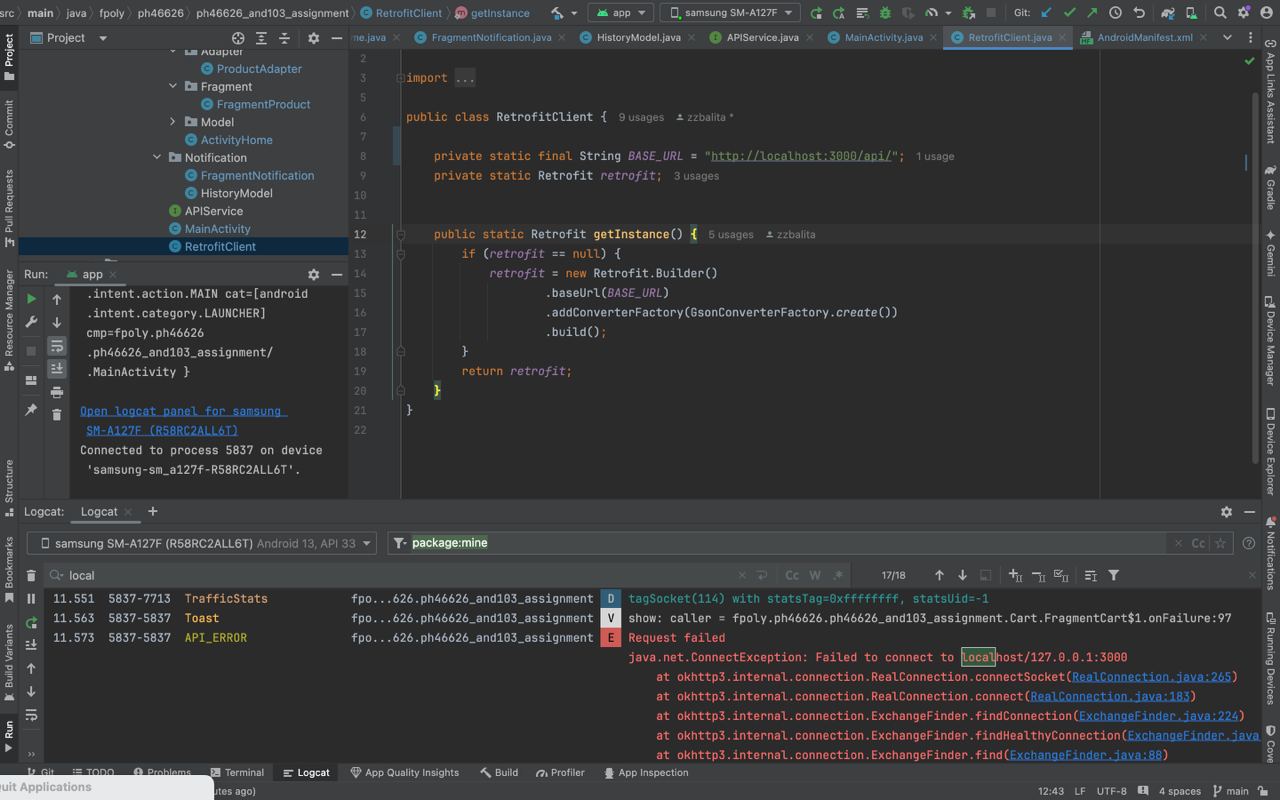 src
main
java
fpoly
ph46626
ph46626_and103_assignment
RetrofitClient
getInstance
app
samsung SM-A127F
Git:
Project
me.java
FragmentNotification.java
HistoryModel.java
APIService.java
MainActivity.java
RetrofitClient.java
AndroidManifest.xml
Adapter
ProductAdapter
Fragment
FragmentProduct
Model
ActivityHome
Notification
FragmentNotification
HistoryModel
APIService
MainActivity
RetrofitClient
Project
Commit
Pull Requests
Resource Manager
Structure
Bookmarks
Build Variants
Run
2
3 import ...
5
6 public class RetrofitClient { 9 usages zzbalita *
7
8 private static final String BASE_URL = "http://localhost:3000/api/"; 1 usage
9 private static Retrofit retrofit; 3 usages
10
11
12 public static Retrofit getInstance() { 5 usages zzbalita
13 if (retrofit == null) {
14 retrofit = new Retrofit.Builder()
15 .baseUrl(BASE_URL)
16 .addConverterFactory(GsonConverterFactory.create())
17 .build();
18 }
19 return retrofit;
20 }
21 }
22
App Links Assistant
Gradle
Gemini
Device Manager
Device Explorer
Notifications
Running Devices
Cove
Run: app
.intent.action.MAIN cat=[android
.intent.category.LAUNCHER]
cmp=fpoly.ph46626
.ph46626_and103_assignment/
.MainActivity }
Open logcat panel for samsung
SM-A127F (R58RC2ALL6T)
Connected to process 5837 on device
'samsung-sm_a127f-R58RC2ALL6T'.
Logcat: Logcat
samsung SM-A127F (R58RC2ALL6T) Android 13, API 33
package:mine
Cc
local
Cc W .* 17/18
11.551 5837-7713 TrafficStats fpo...626.ph46626_and103_assignment D tagSocket(114) with statsTag=0xffffffff, statsUid=-1
11.563 5837-5837 Toast fpo...626.ph46626_and103_assignment V show: caller = fpoly.ph46626.ph46626_and103_assignment.Cart.FragmentCart$1.onFailure:97
11.573 5837-5837 API_ERROR fpo...626.ph46626_and103_assignment E Request failed
java.net.ConnectException: Failed to connect to localhost/127.0.0.1:3000
at okhttp3.internal.connection.RealConnection.connectSocket(RealConnection.java:265)
at okhttp3.internal.connection.RealConnection.connect(RealConnection.java:183)
at okhttp3.internal.connection.ExchangeFinder.findConnection(ExchangeFinder.java:224)
at okhttp3.internal.connection.ExchangeFinder.findHealthyConnection(ExchangeFinder.java
at okhttp3.internal.connection.ExchangeFinder.find(ExchangeFinder.java:88)
Git
TODO
Problems
Terminal
Logcat
App Quality Insights
Build
Profiler
App Inspection
Quit Applications
utes ago)
12:43 LF UTF-8 4 spaces main